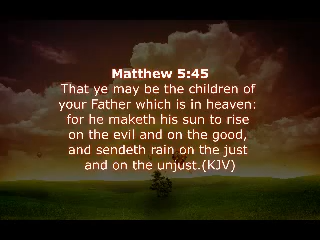 Matthew 5:45
That ye may be the children of
your Father which is in heaven:
for he maketh his sun to rise
on the evil and on the good,
and sendeth rain on the just
and on the unjust.(KJV)